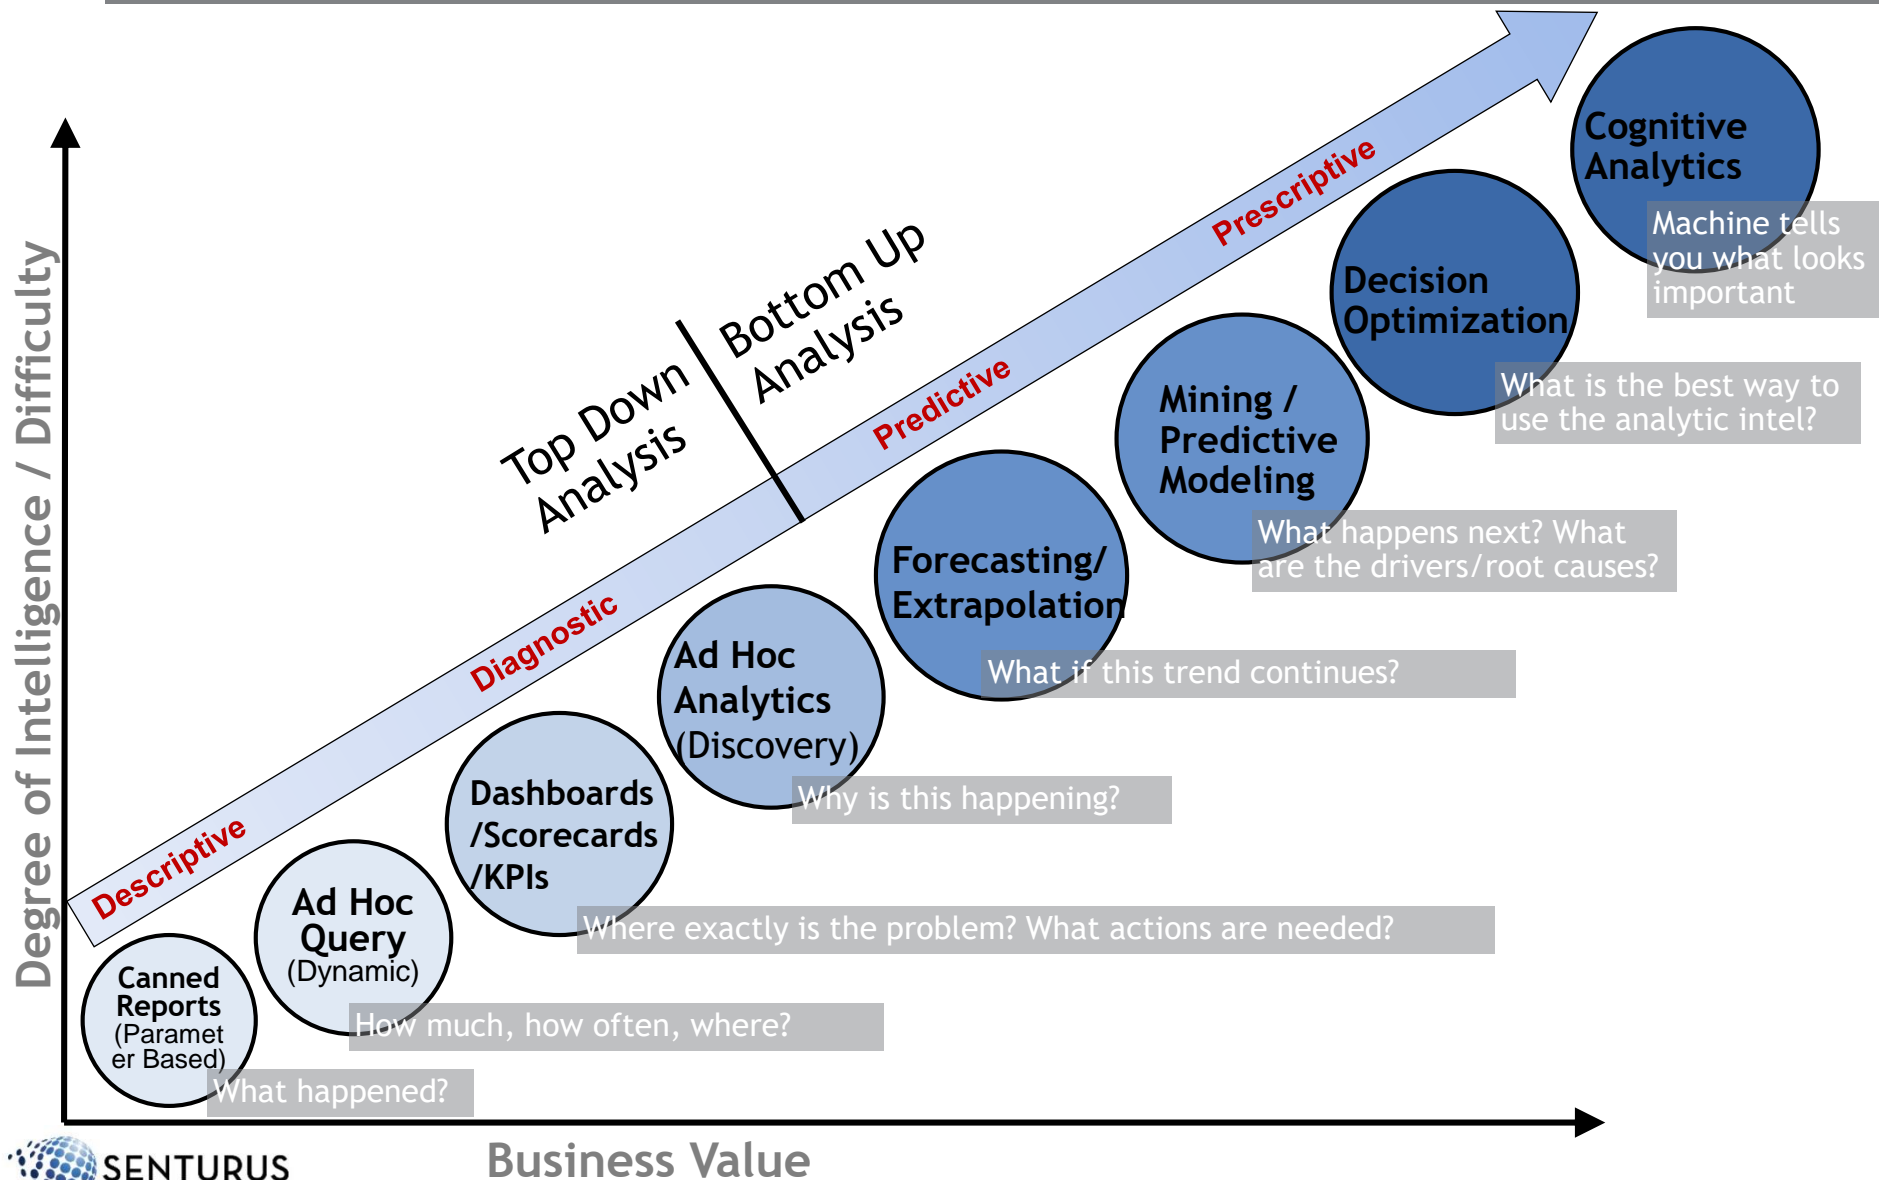 Cognitive
Analytics
Machine tells
you what looks
important
Prescriptive
Decision
Optimization
What is the best way to
use the analytic intel?
Bottom Up
Analysis
Top Down
Analysis
Predictive
Mining /
Predictive
Modeling
What happens next? What
are the drivers/root causes?
Forecasting/
Extrapolation
What if this trend continues?
Diagnostic
Ad Hoc
Analytics
(Discovery)
Why is this happening?
Dashboards
/Scorecards
/KPIs
Where exactly is the problem? What actions are needed?
Descriptive
Ad Hoc
Query
(Dynamic)
How much, how often, where?
Canned
Reports
(Paramet
er Based)
What happened?
Degree of Intelligence / Difficulty
Business Value
SENTURUS